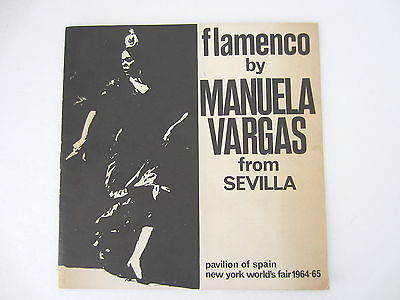 flamenco
by
MANUELA
VARGAS
from
SEVILLA
pavilion of spain
new york world's fair 1964-65